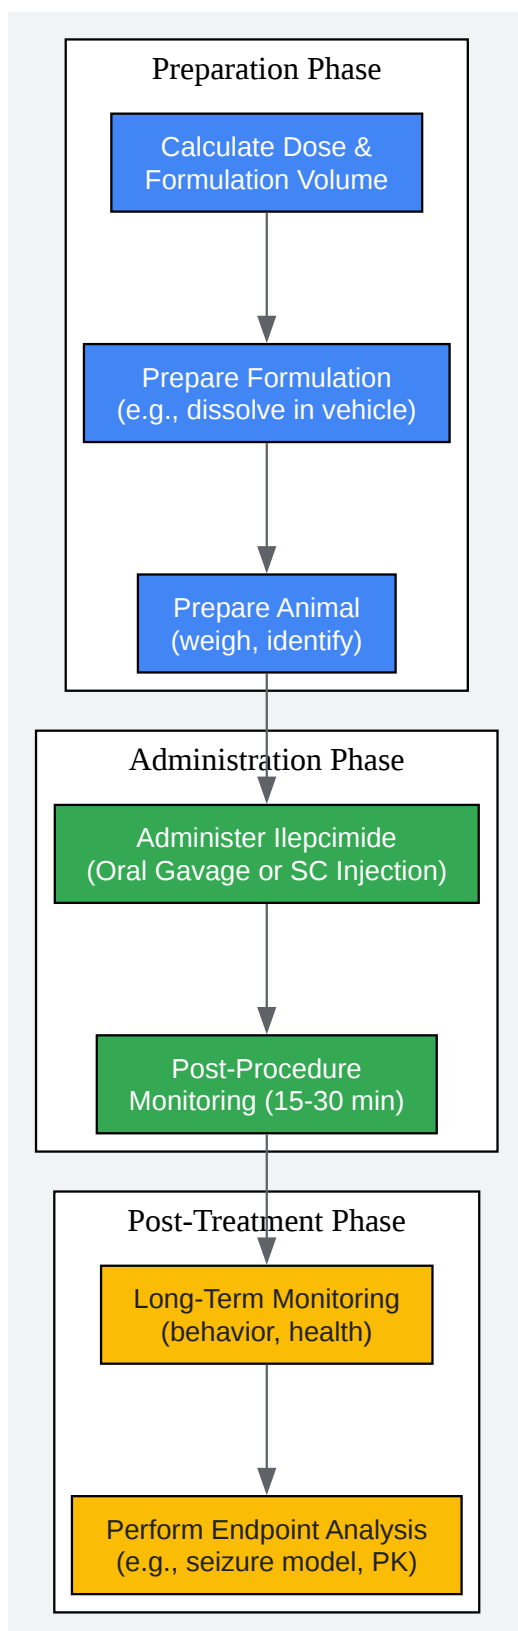 Preparation Phase
Calculate Dose &
Formulation Volume
Prepare Formulation
(e.g., dissolve in vehicle)
Prepare Animal
(weigh, identify)
Administration Phase
Administer Ilepcimide
(Oral Gavage or SC Injection)
Post-Procedure
Monitoring (15-30 min)
Post-Treatment Phase
Long-Term Monitoring
(behavior, health)
Perform Endpoint Analysis
(e.g., seizure model, PK)